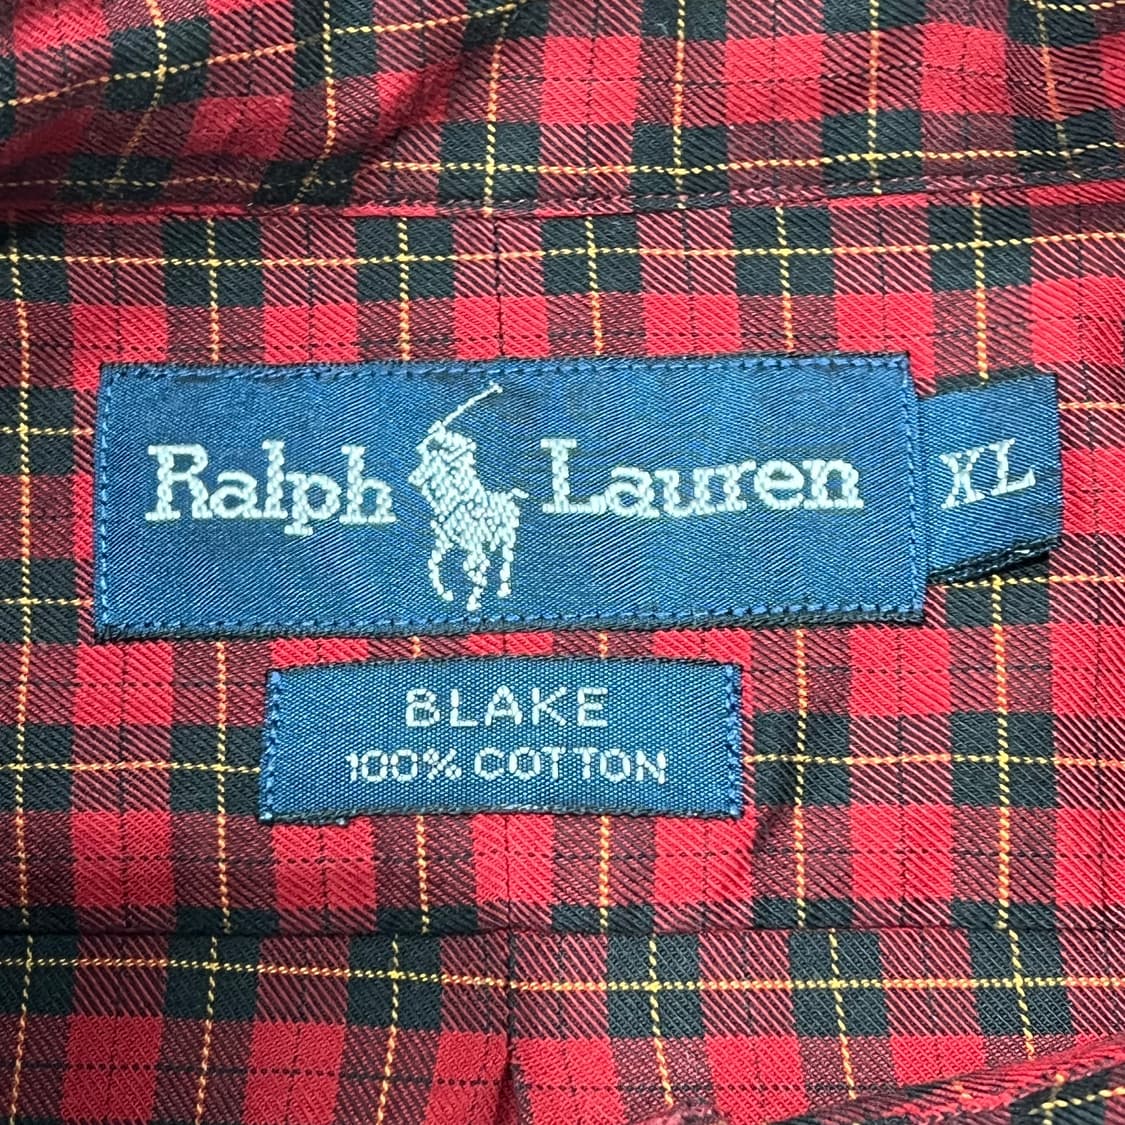 Ralph Lauren XL
BLAKE
100% COTTON